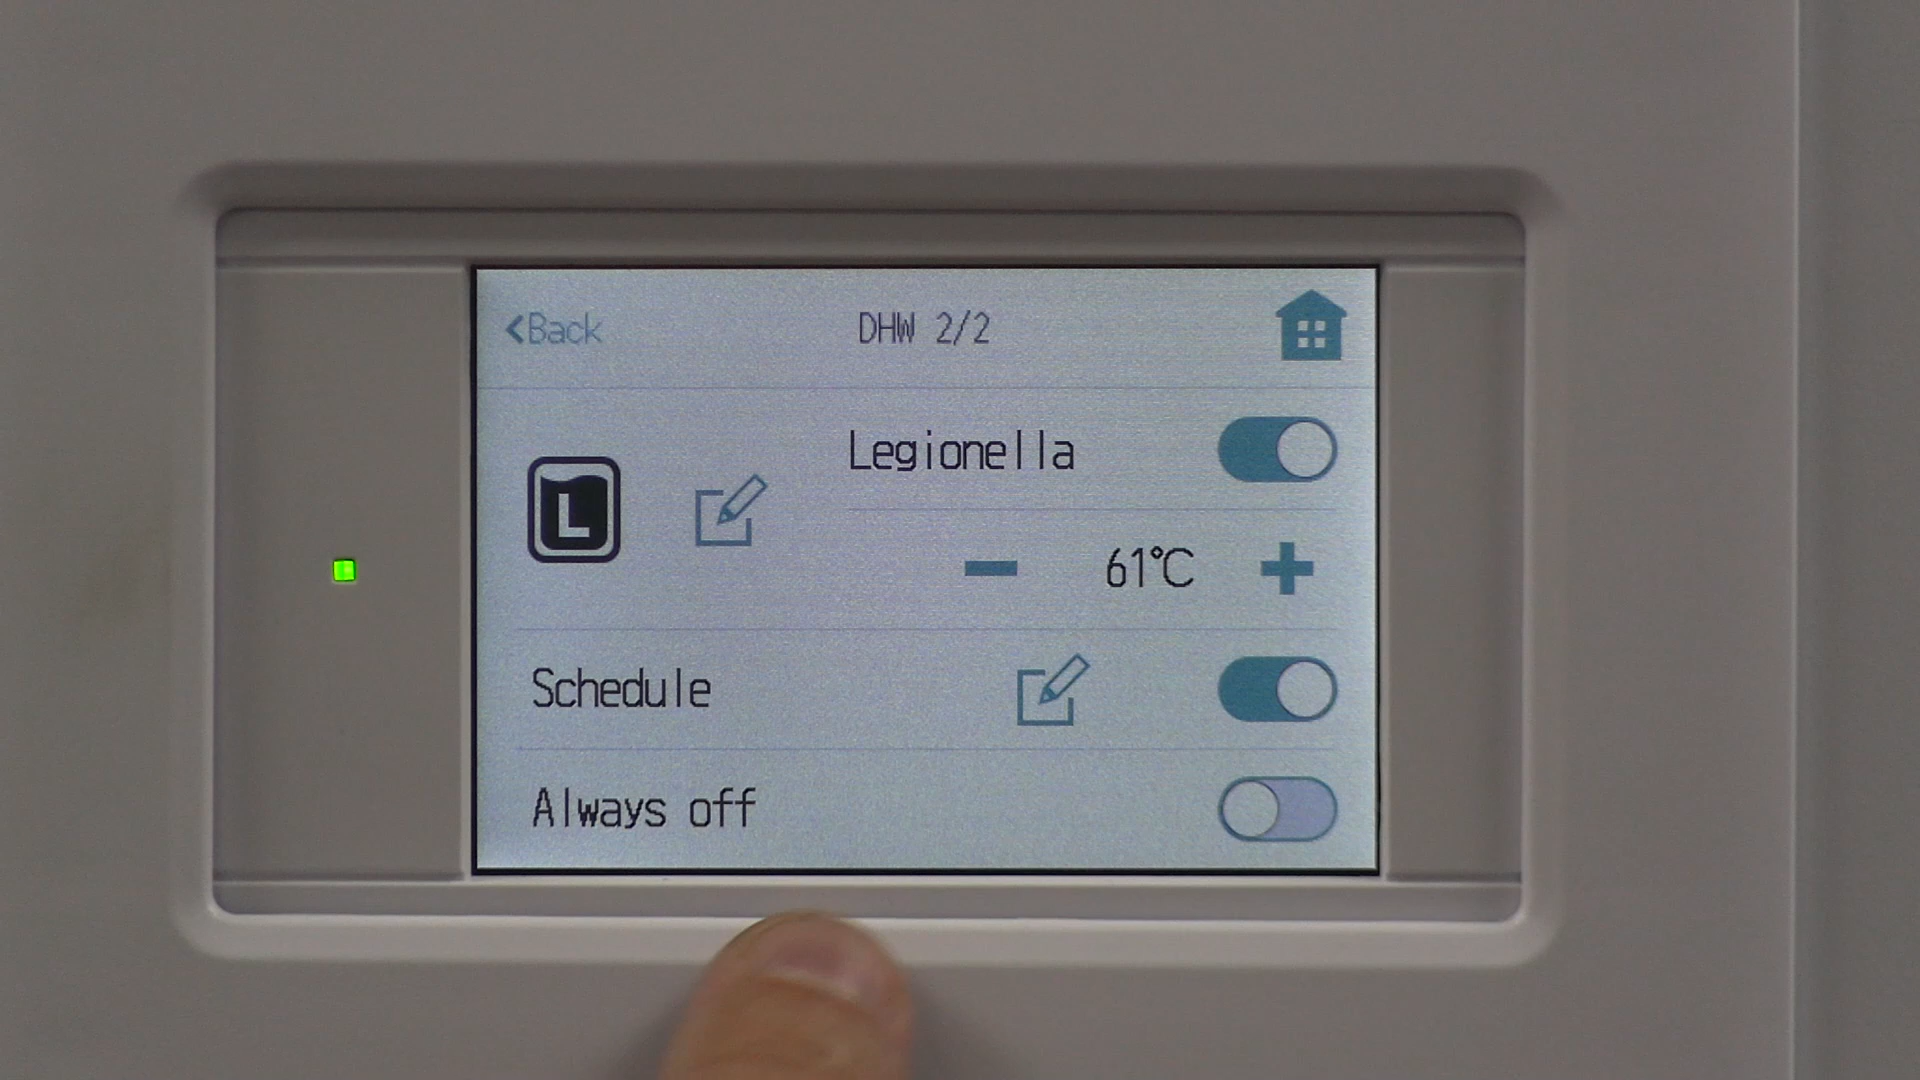 <Back
DHW 2/2
L
Legionella
61°C
Schedule
Always off